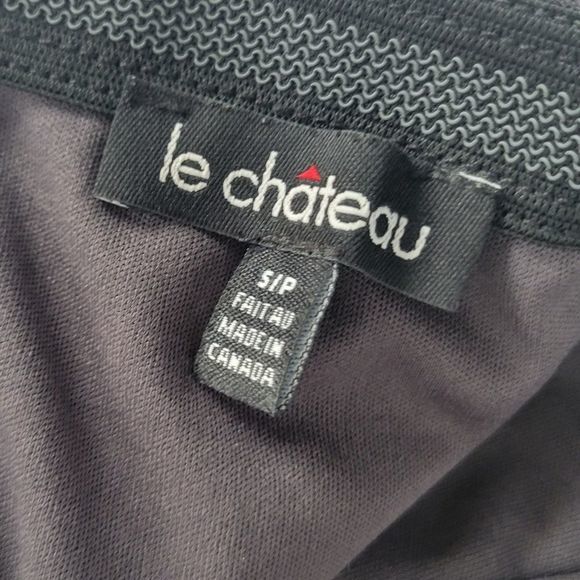 le château
S/P
FAIT AU
MADE IN
CANADA